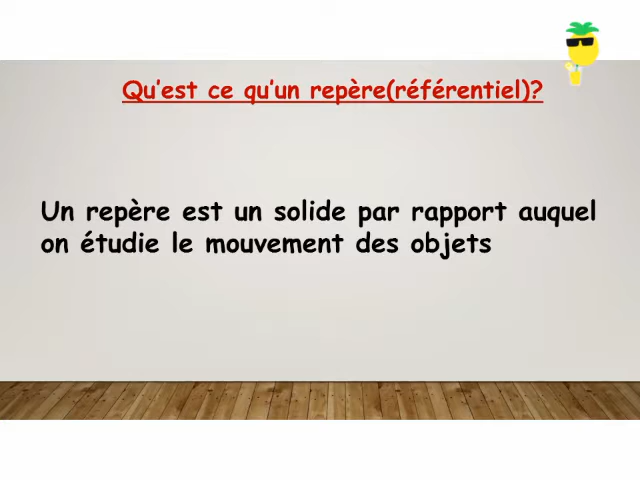 Qu’est ce qu’un repère(référentiel)?
Un repère est un solide par rapport auquel
on étudie le mouvement des objets